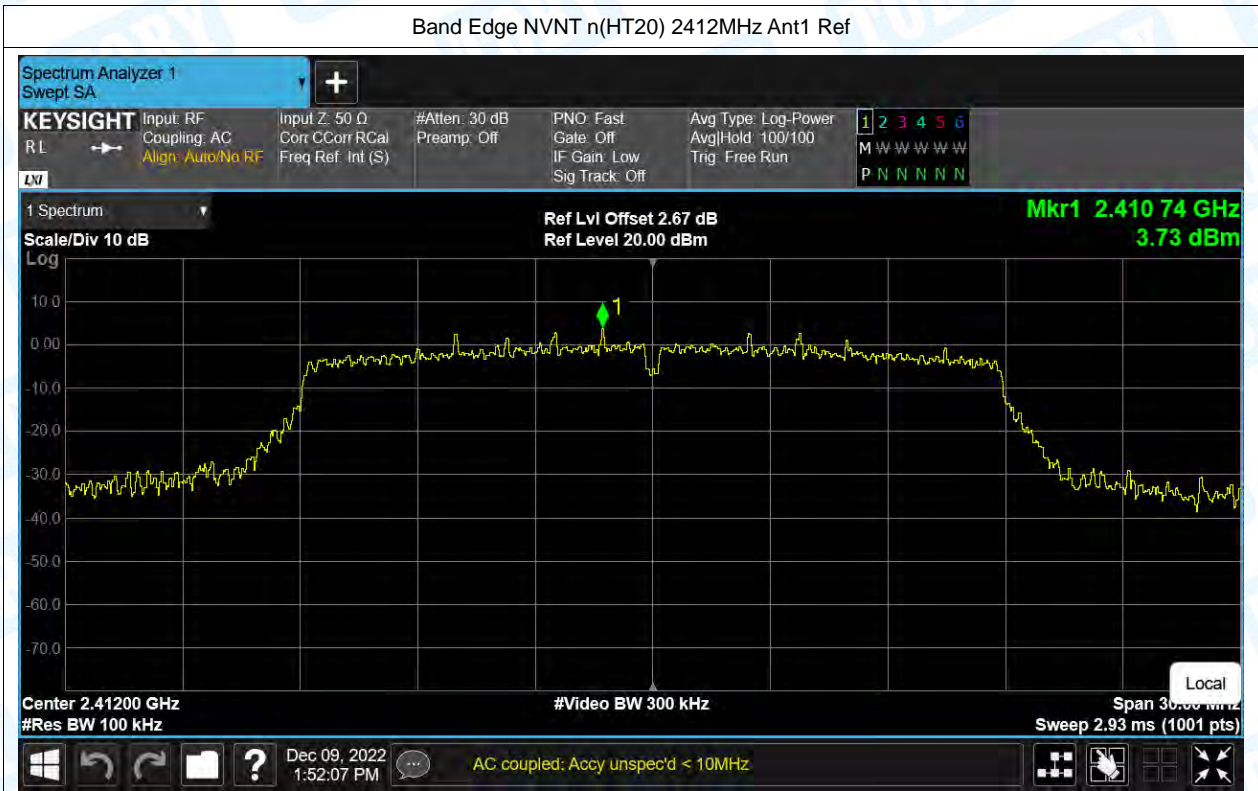 Band Edge NVNT n(HT20) 2412MHz Ant1 Ref
Spectrum Analyzer 1
Swept SA
KEYSIGHT
RL
LXI
Input: RF
Coupling: AC
Align: Auto/No RF
Input Z: 50 Ω
Corr CCorr RCal
Freq Ref: Int (S)
#Atten: 30 dB
Preamp: Off
PNO: Fast
Gate: Off
IF Gain: Low
Sig Track: Off
Avg Type: Log-Power
Avg|Hold: 100/100
Trig: Free Run
1 2 3 4 5 6
M W W W W W
P N N N N N
1 Spectrum
Scale/Div 10 dB
Ref Lvl Offset 2.67 dB
Ref Level 20.00 dBm
Mkr1 2.410 74 GHz
3.73 dBm
Log
10.0
0.00
-10.0
-20.0
-30.0
-40.0
-50.0
-60.0
-70.0
1
Local
Center 2.41200 GHz
#Res BW 100 kHz
#Video BW 300 kHz
Span 30.00 MHz
Sweep 2.93 ms (1001 pts)
?
Dec 09, 2022
1:52:07 PM
AC coupled: Accy unspec'd < 10MHz